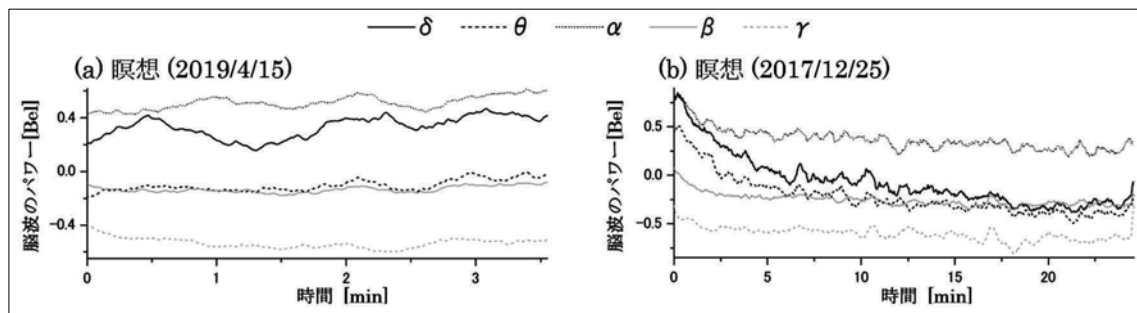 δ θ α β γ
(a) 瞑想 (2019/4/15)
脳波のパワー[Bel]
0.4
0.0
−0.4
0 1 2 3
時間 [min]
(b) 瞑想 (2017/12/25)
脳波のパワー[Bel]
0.5
0.0
−0.5
0 5 10 15 20
時間 [min]